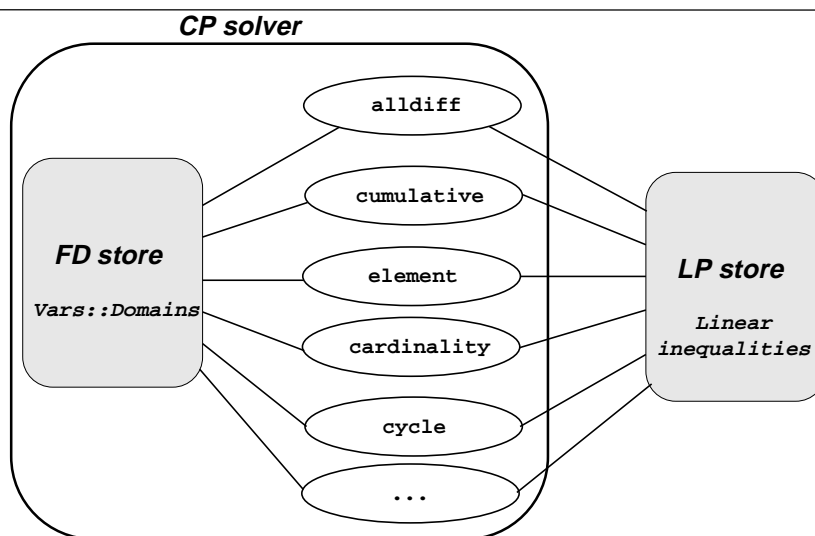 CP solver
alldiff
cumulative
FD store
element
LP store
Vars::Domains
cardinality
Linear
inequalities
cycle
...